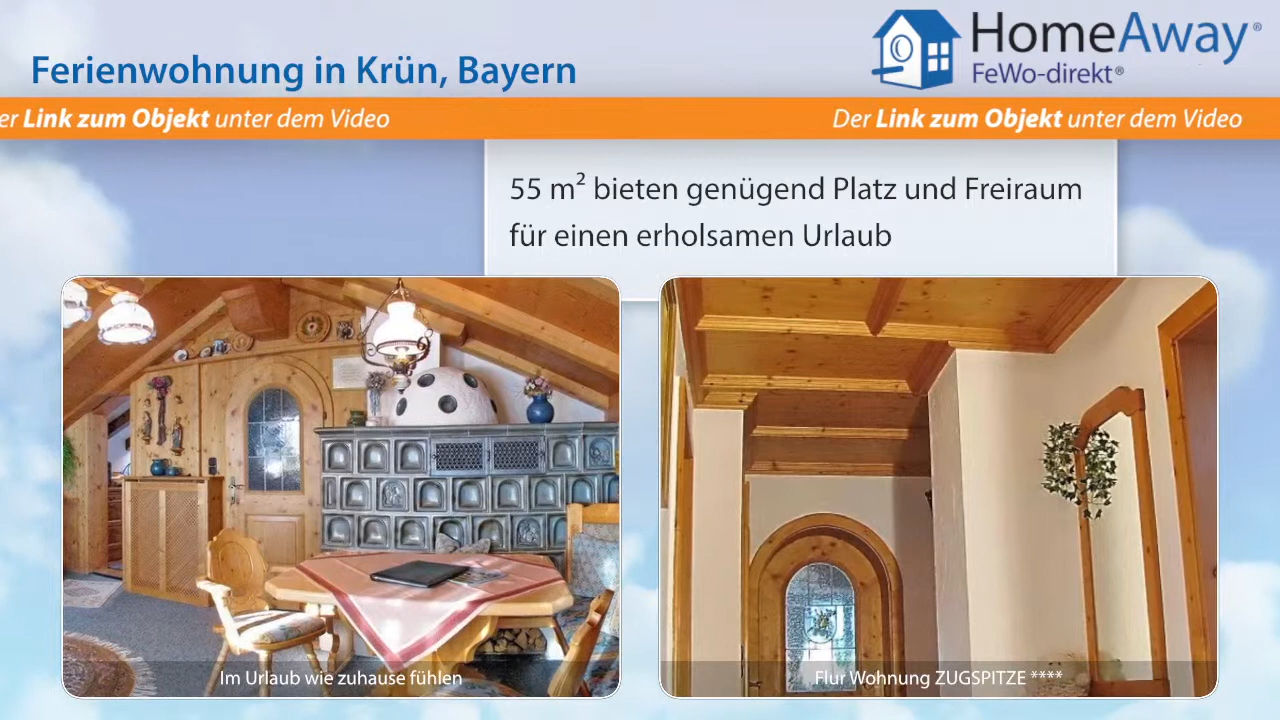 HomeAway®
FeWo-direkt®
Ferienwohnung in Krün, Bayern
er Link zum Objekt unter dem Video
Der Link zum Objekt unter dem Video
55 m² bieten genügend Platz und Freiraum
für einen erholsamen Urlaub
Im Urlaub wie zuhause fühlen
Flur Wohnung ZUGSPITZE ****